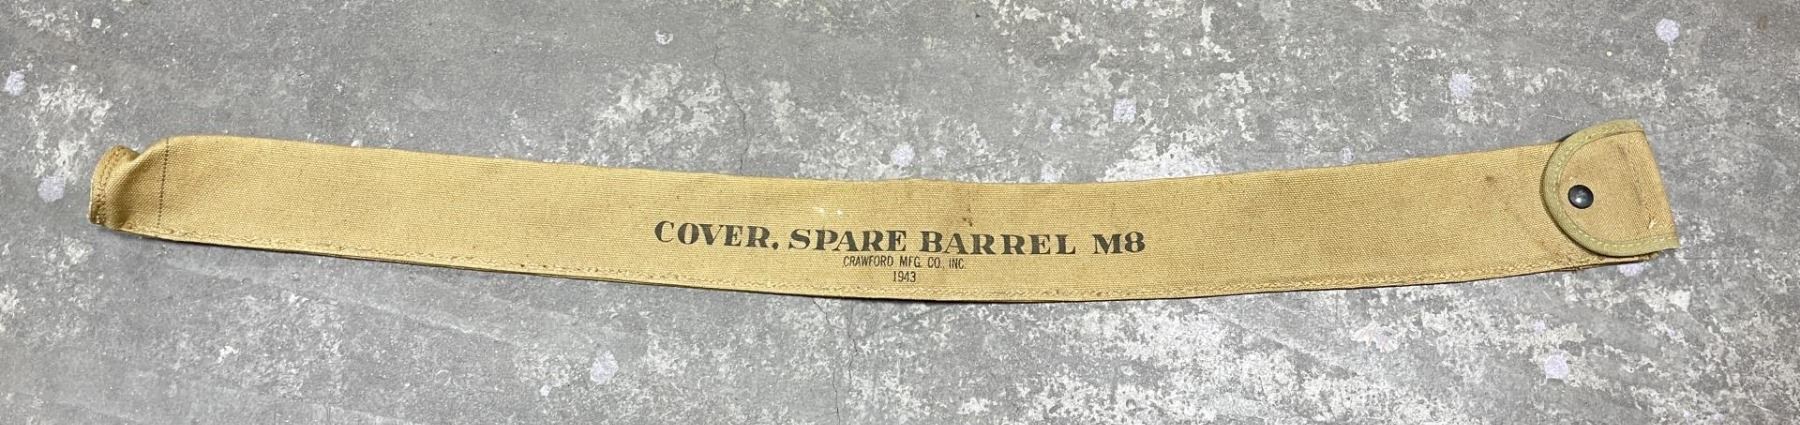 COVER, SPARE BARREL M8
CRAWFORD MFG. CO., INC.
1943